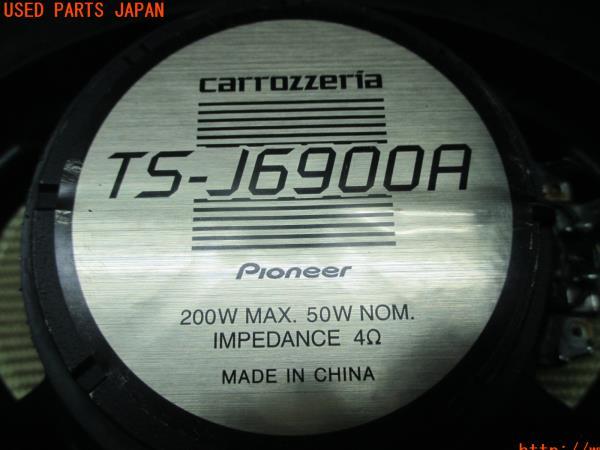 USED PARTS JAPAN
carrozzeria
TS-J6900A
Pioneer
200W MAX. 50W NOM.
IMPEDANCE 4Ω
MADE IN CHINA